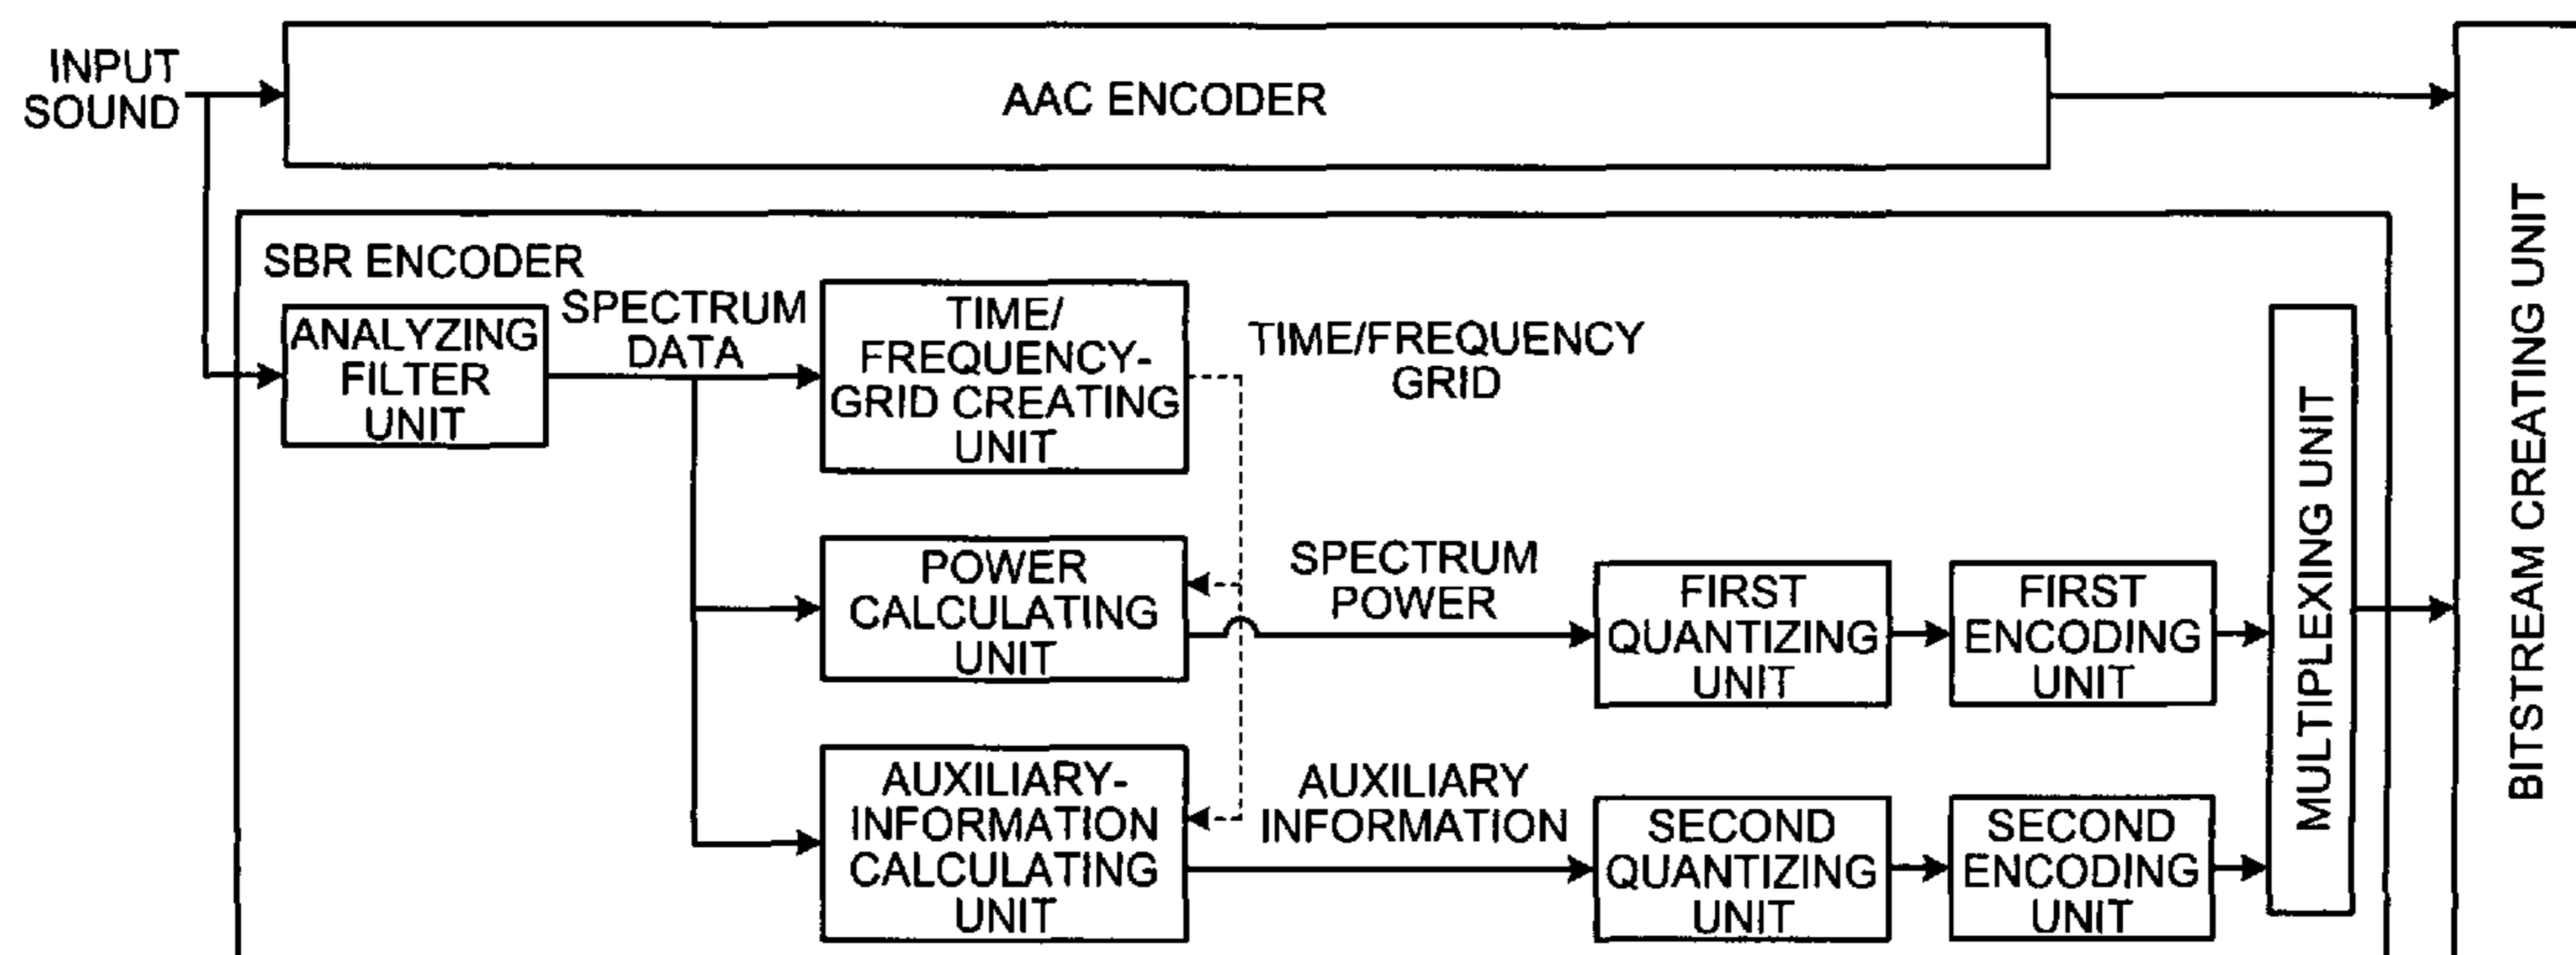 INPUT
SOUND
AAC ENCODER
SBR ENCODER
ANALYZING
FILTER
UNIT
SPECTRUM
DATA
TIME/
FREQUENCY-
GRID CREATING
UNIT
TIME/FREQUENCY
GRID
POWER
CALCULATING
UNIT
SPECTRUM
POWER
FIRST
QUANTIZING
UNIT
FIRST
ENCODING
UNIT
AUXILIARY-
INFORMATION
CALCULATING
UNIT
AUXILIARY
INFORMATION
SECOND
QUANTIZING
UNIT
SECOND
ENCODING
UNIT
MULTIPLEXING UNIT
BITSTREAM CREATING UNIT